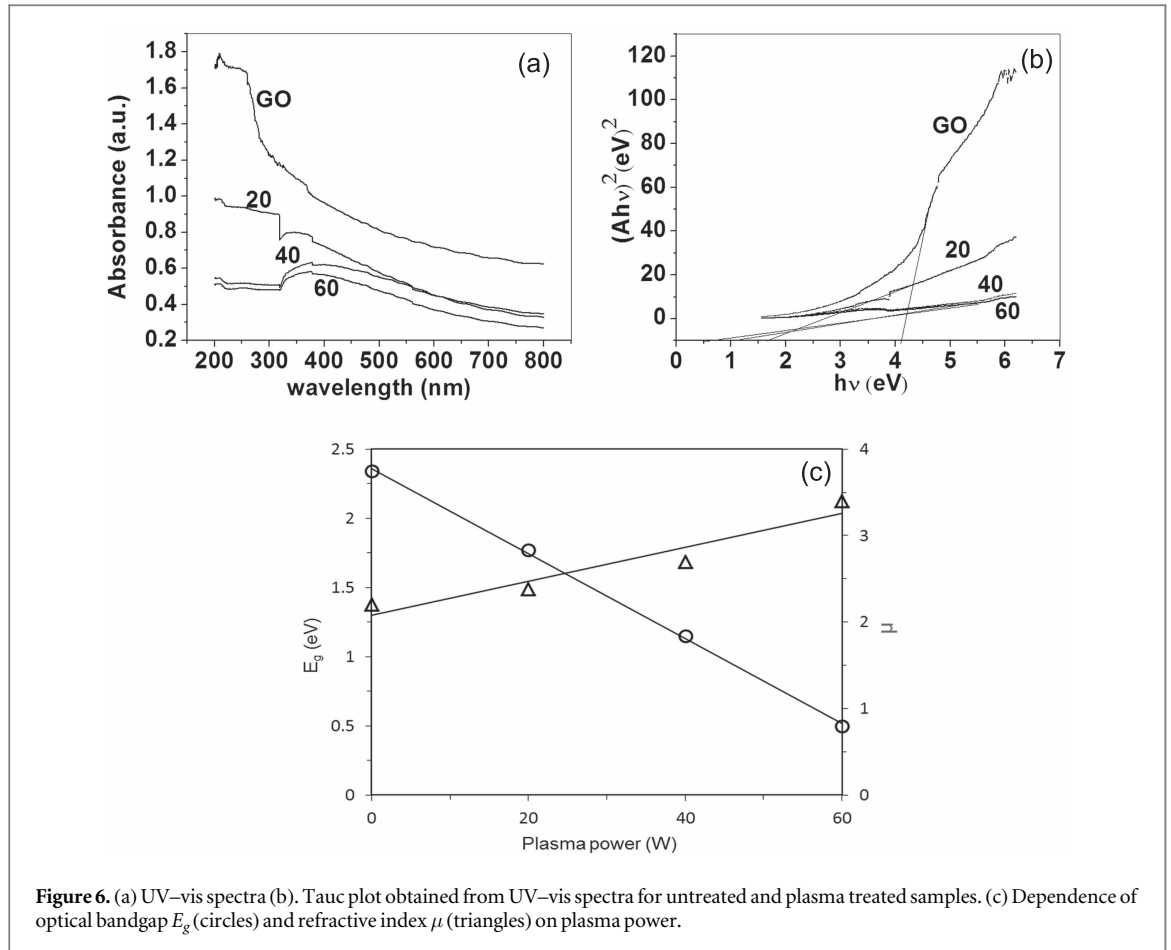 (a)
1.8
1.6
1.4
1.2
1.0
0.8
0.6
0.4
0.2
Absorbance (a.u.)
GO
20
40
60
200 300 400 500 600 700 800
wavelength (nm)
(b)
120
100
80
60
40
20
0
(Ahν)² (eV)²
GO
20
40
60
0 1 2 3 4 5 6 7
hν (eV)
(c)
2.5
2
1.5
1
0.5
0
E_g (eV)
4
3
2
1
0
μ
0 20 40 60
Plasma power (W)
Figure 6. (a) UV–vis spectra (b). Tauc plot obtained from UV–vis spectra for untreated and plasma treated samples. (c) Dependence of
optical bandgap E_g (circles) and refractive index μ (triangles) on plasma power.